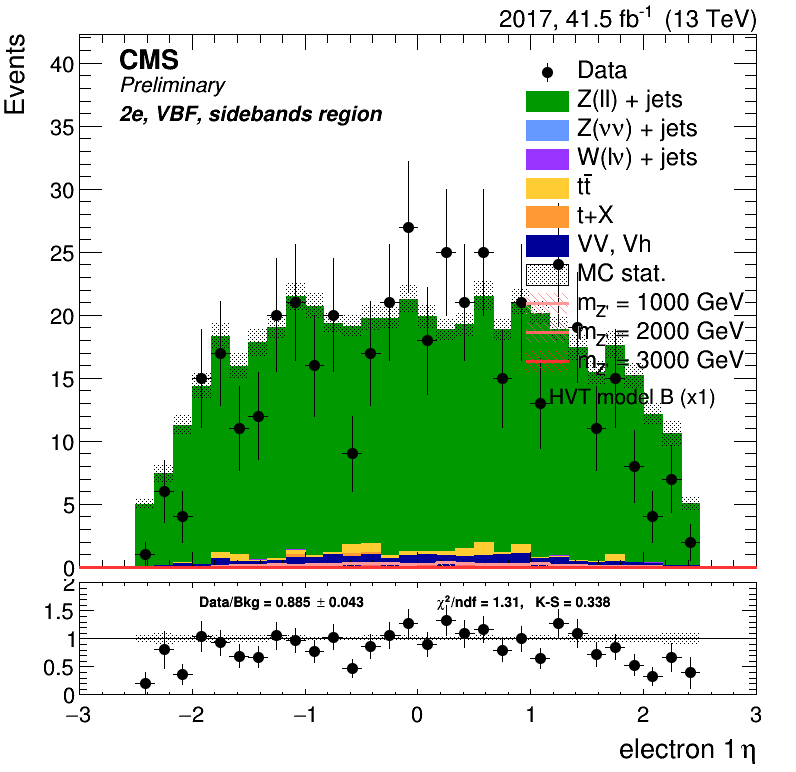 2017, 41.5 fb⁻¹ (13 TeV)
Events
CMS
Preliminary
2e, VBF, sidebands region
Data
Z(ll) + jets
Z(νν) + jets
W(lν) + jets
tt̄
t+X
VV, Vh
MC stat.
m_Z' = 1000 GeV
m_Z' = 2000 GeV
m_Z' = 3000 GeV
HVT model B (x1)
40
35
30
25
20
15
10
5
0
Data/Bkg = 0.885 ± 0.043
χ²/ndf = 1.31, K-S = 0.338
2
1.5
1
0.5
0
−3 −2 −1 0 1 2 3
electron 1 η